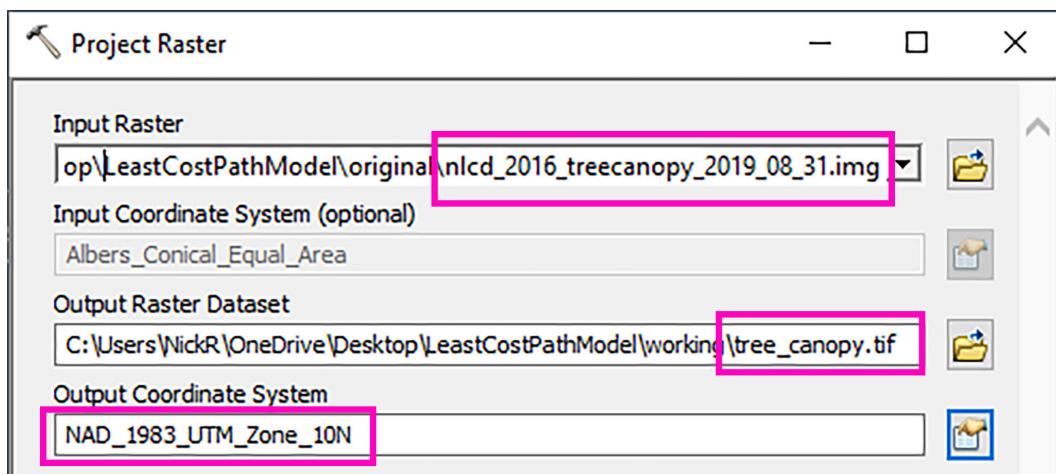 Project Raster
Input Raster
op\LeastCostPathModel\original\nlcd_2016_treecanopy_2019_08_31.img
Input Coordinate System (optional)
Albers_Conical_Equal_Area
Output Raster Dataset
C:\Users\NickR\OneDrive\Desktop\LeastCostPathModel\working\tree_canopy.tif
Output Coordinate System
NAD_1983_UTM_Zone_10N